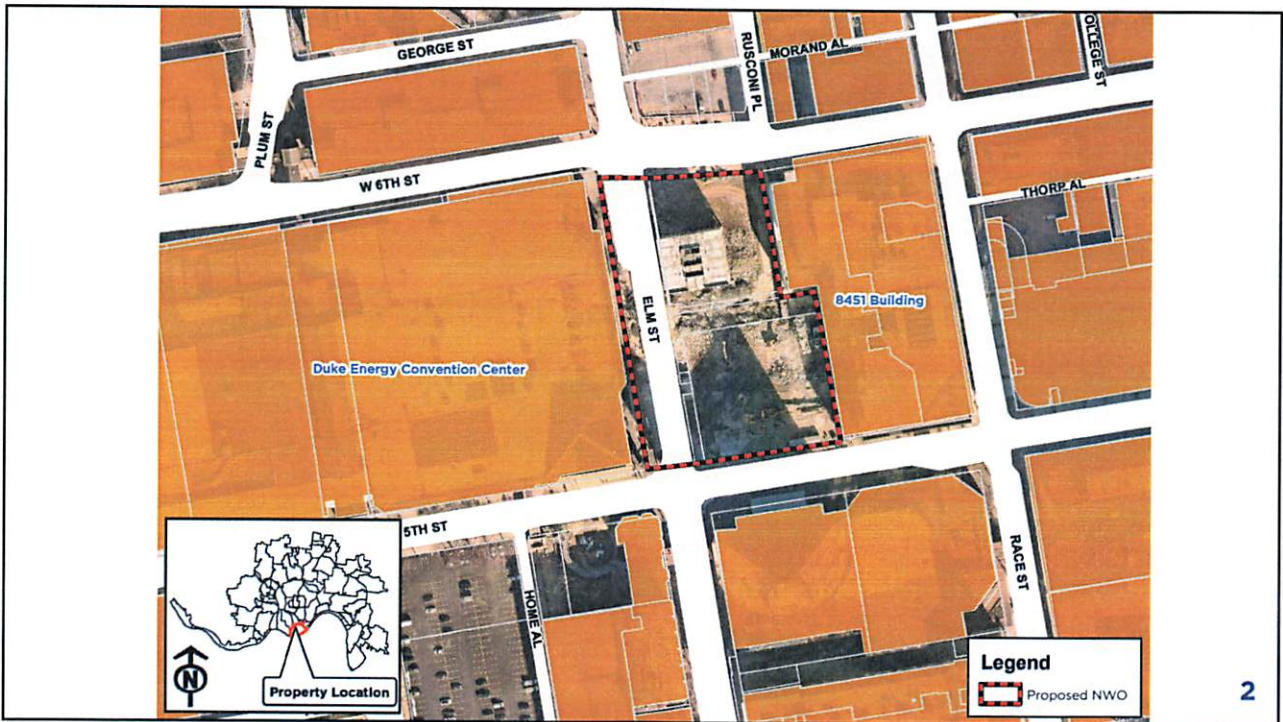 GEORGE ST
RUSCONI PL
MORAND AL
COLLEGE ST
PLUM ST
W 6TH ST
THORP AL
ELM ST
8451 Building
Duke Energy Convention Center
5TH ST
HOME AL
RACE ST
N
Property Location
Legend
Proposed NWO
2